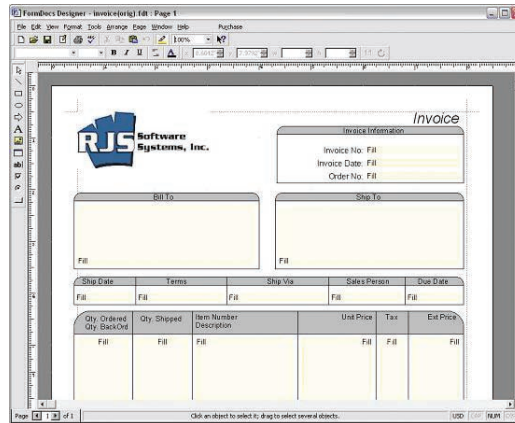 FormDocs Designer - invoice(orig).fdt : Page 1
File Edit View Format Tools Arrange Page Window Help Purchase
100%
B I U A
Invoice
RJS Software Systems, Inc.
Invoice Information
Invoice No: Fill
Invoice Date: Fill
Order No: Fill
Bill To Ship To
Fill Fill
Ship Date Terms Ship Via Sales Person Due Date
Fill Fill Fill Fill Fill
Qty. Ordered Qty. Shipped Item Number Unit Price Tax Ext Price
Qty. BackOrd Description
Fill Fill Fill Fill Fill Fill
Page 1 of 1 Click an object to select it; drag to select several objects. USD NUM